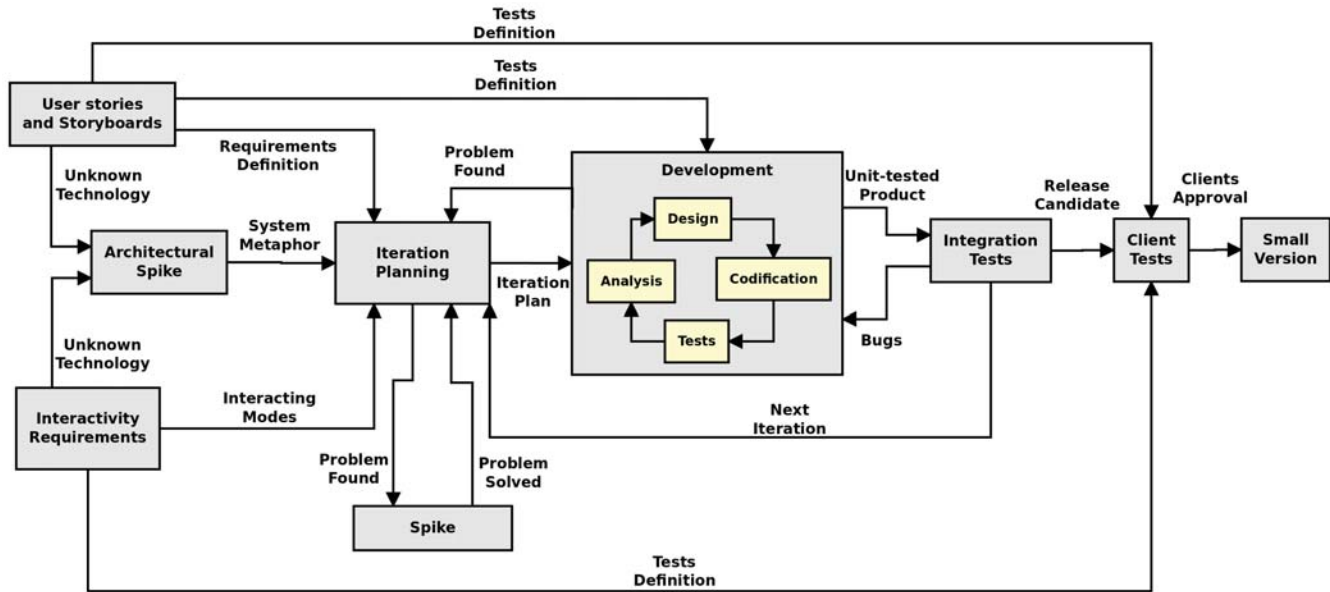 Tests
Definition
Tests
Definition
User stories
and Storyboards
Requirements
Definition
Problem
Found
Development
Unit-tested
Product
Release
Candidate
Clients
Approval
Unknown
Technology
System
Metaphor
Design
Architectural
Spike
Iteration
Planning
Iteration
Plan
Analysis
Codification
Integration
Tests
Client
Tests
Small
Version
Tests
Bugs
Unknown
Technology
Interactivity
Requirements
Interacting
Modes
Next
Iteration
Problem
Found
Problem
Solved
Spike
Tests
Definition